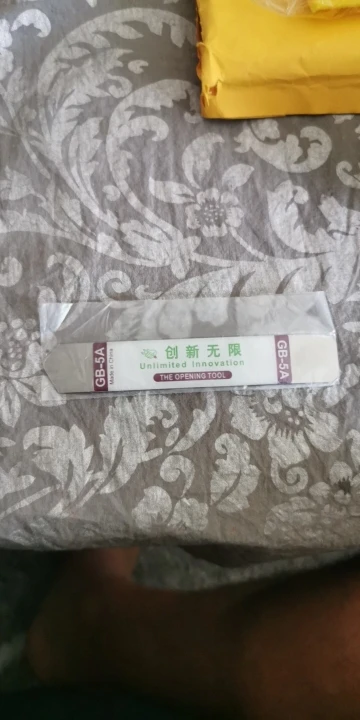 GB-5A
创新无限
Unlimited Innovation
THE OPENING TOOL
GB-5A